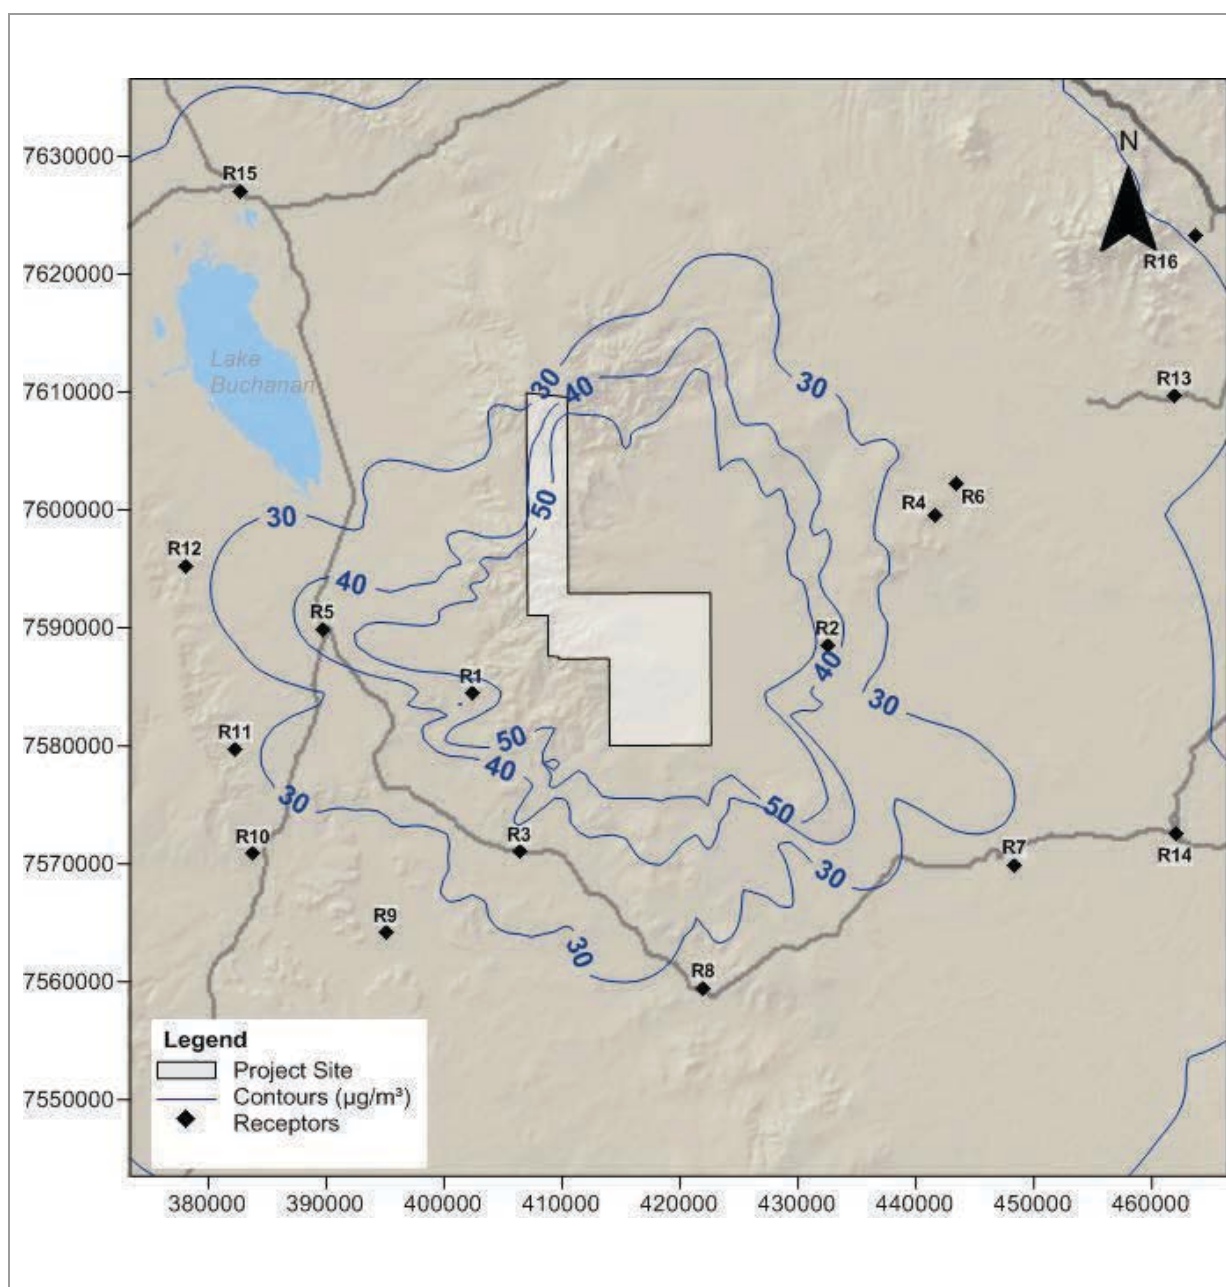 7630000
7620000
7610000
7600000
7590000
7580000
7570000
7560000
7550000
380000
390000
400000
410000
420000
430000
440000
450000
460000
N
R15
R16
Lake
Buchanan
30
40
30
R13
50
30
R4
R6
R12
40
R5
R2
40
R1
30
R11
50
40
30
50
R3
R10
R7
R14
30
R9
30
R8
Legend
Project Site
Contours (µg/m³)
Receptors